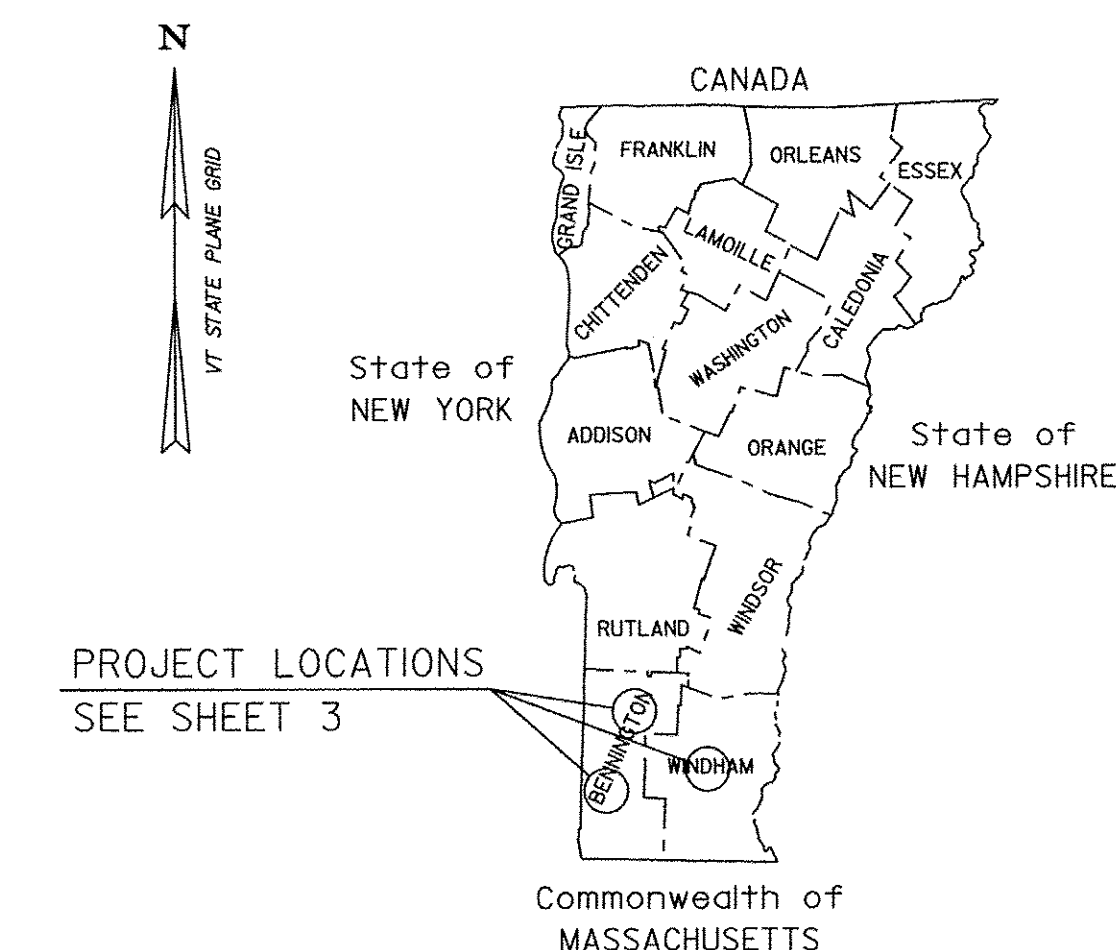 N
VT STATE PLANE GRID
CANADA
GRAND ISLE
FRANKLIN
ORLEANS
ESSEX
LAMOILLE
CHITTENDEN
CALEDONIA
WASHINGTON
State of
NEW YORK
ADDISON
ORANGE
State of
NEW HAMPSHIRE
WINDSOR
RUTLAND
PROJECT LOCATIONS
SEE SHEET 3
BENNINGTON
WINDHAM
Commonwealth of
MASSACHUSETTS